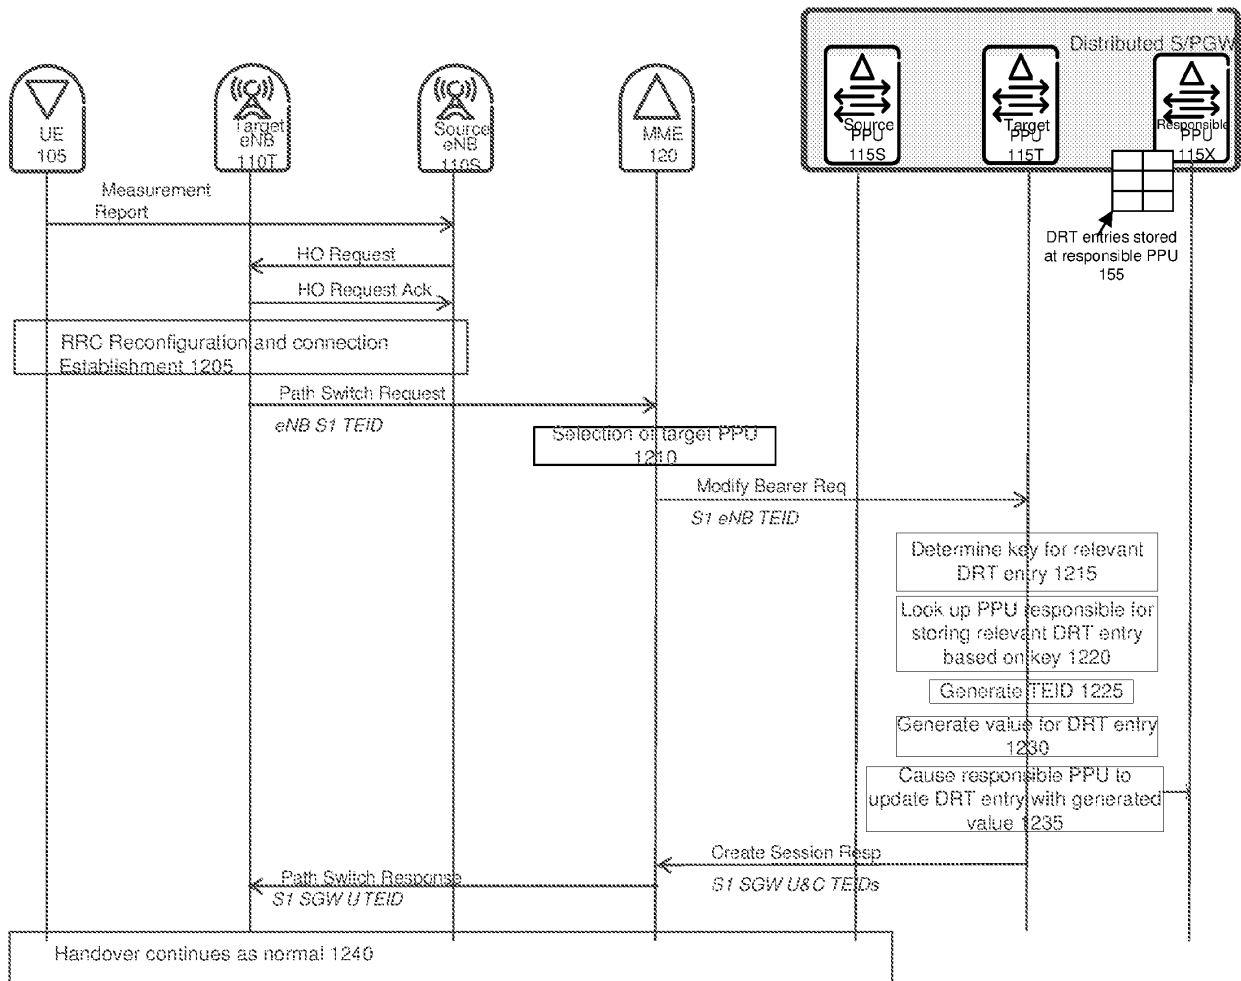 Distributed S/PGW
UE
105
Target
eNB
110T
Source
eNB
110S
MME
120
Source
PPU
115S
Target
PPU
115T
Responsible
PPU
115X
Measurement
Report
DRT entries stored
at responsible PPU
155
HO Request
HO Request Ack
RRC Reconfiguration and connection
Establishment 1205
Path Switch Request
eNB S1 TEID
Selection of target PPU
1210
Modify Bearer Req
S1 eNB TEID
Determine key for relevant
DRT entry 1215
Look up PPU responsible for
storing relevant DRT entry
based on key 1220
Generate TEID 1225
Generate value for DRT entry
1230
Cause responsible PPU to
update DRT entry with generated
value 1235
Create Session Resp
S1 SGW U&C TEIDs
Path Switch Response
S1 SGW U TEID
Handover continues as normal 1240